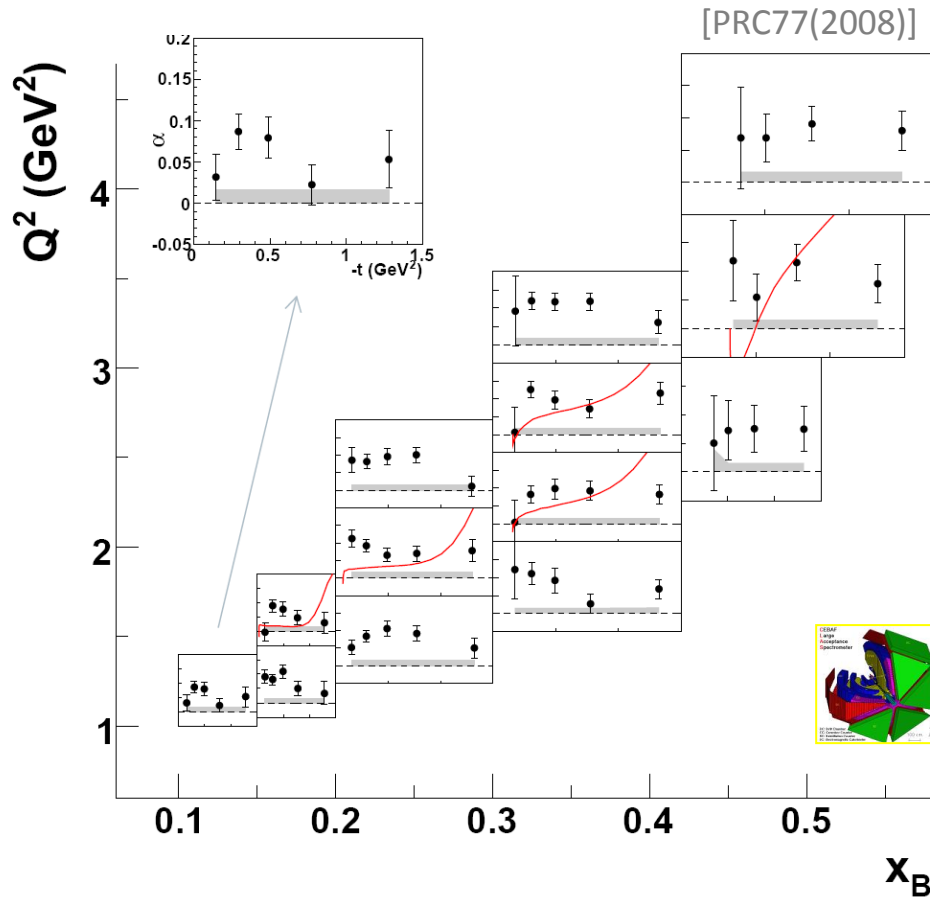 [PRC77(2008)]
Q² (GeV²)
4
3
2
1
0.2
0.15
0.1
0.05
0
-0.05
α
0 0.5 1 1.5
-t (GeV²)
CEBAF
Large
Acceptance
Spectrometer
0.1 0.2 0.3 0.4 0.5
x_B